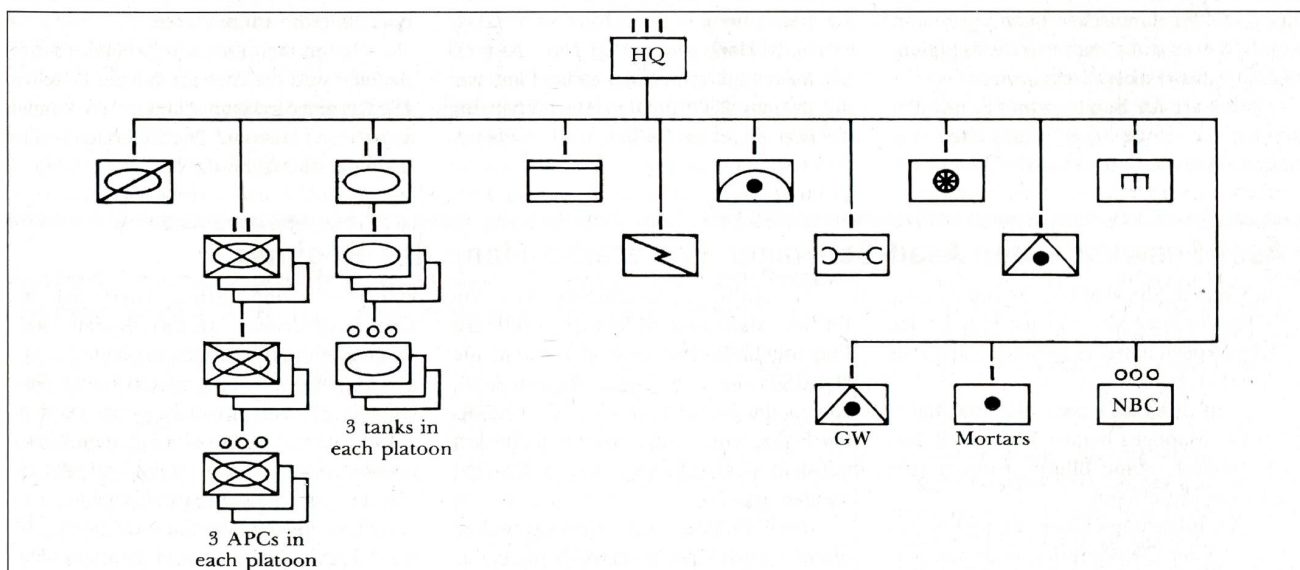 HQ
3 tanks in
each platoon
GW
Mortars
NBC
3 APCs in
each platoon